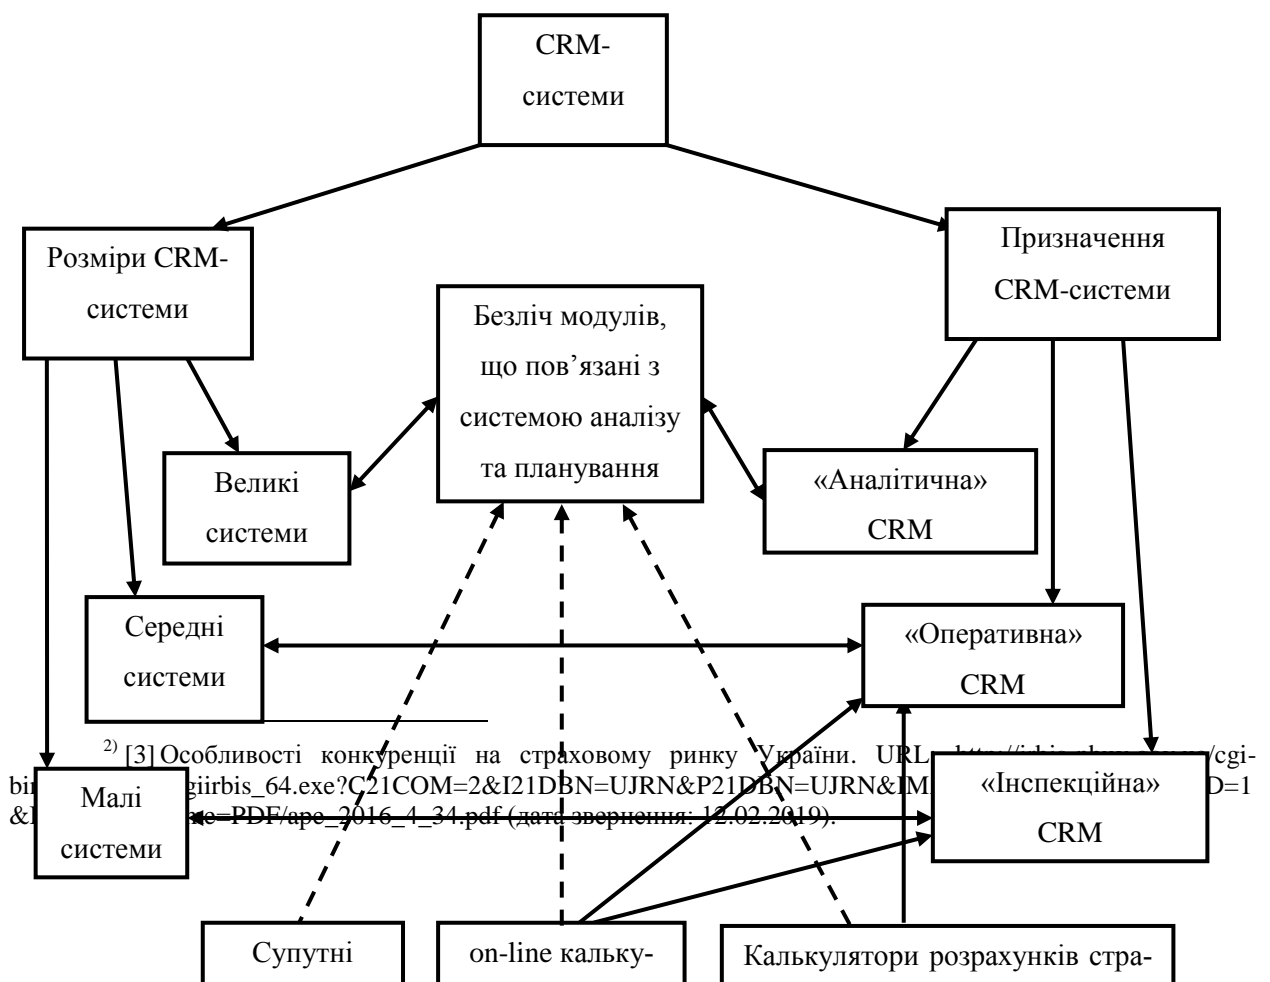 CRM-
системи
Розміри CRM-
системи
Призначення
CRM-системи
Безліч модулів,
що пов’язані з
системою аналізу
та планування
Великі
системи
«Аналітична»
CRM
Середні
системи
«Оперативна»
CRM
2) [3] Особливості конкуренції на страховому ринку України. URL /cgi-
giirbis_64.exe?C21COM=2&I21DBN=UJRN&P21DBN=UJRN&IM D=1
=PDF/ape_2016_4_34.pdf (дата звернення: 12.02.2019).
Малі
системи
«Інспекційна»
CRM
Супутні
on-line кальку-
Калькулятори розрахунків стра-